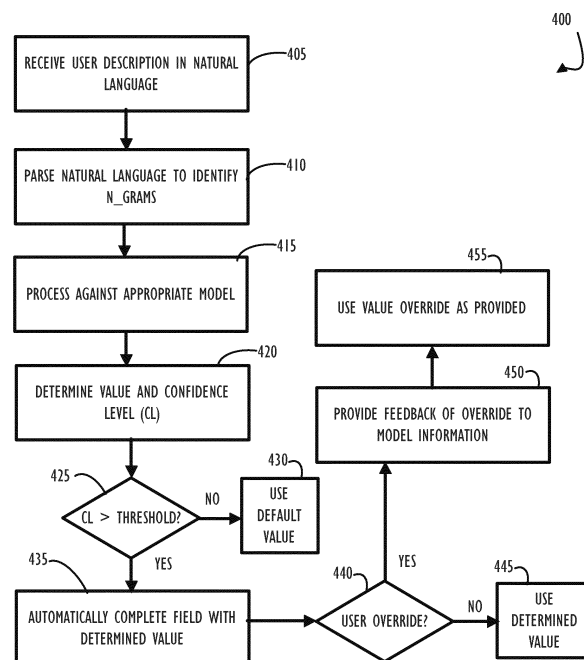 400
RECEIVE USER DESCRIPTION IN NATURAL
LANGUAGE
405
PARSE NATURAL LANGUAGE TO IDENTIFY
N_GRAMS
410
PROCESS AGAINST APPROPRIATE MODEL
415
DETERMINE VALUE AND CONFIDENCE
LEVEL (CL)
420
CL > THRESHOLD?
425
NO
USE
DEFAULT
VALUE
430
YES
AUTOMATICALLY COMPLETE FIELD WITH
DETERMINED VALUE
435
USER OVERRIDE?
440
NO
USE
DETERMINED
VALUE
445
YES
PROVIDE FEEDBACK OF OVERRIDE TO
MODEL INFORMATION
450
USE VALUE OVERRIDE AS PROVIDED
455